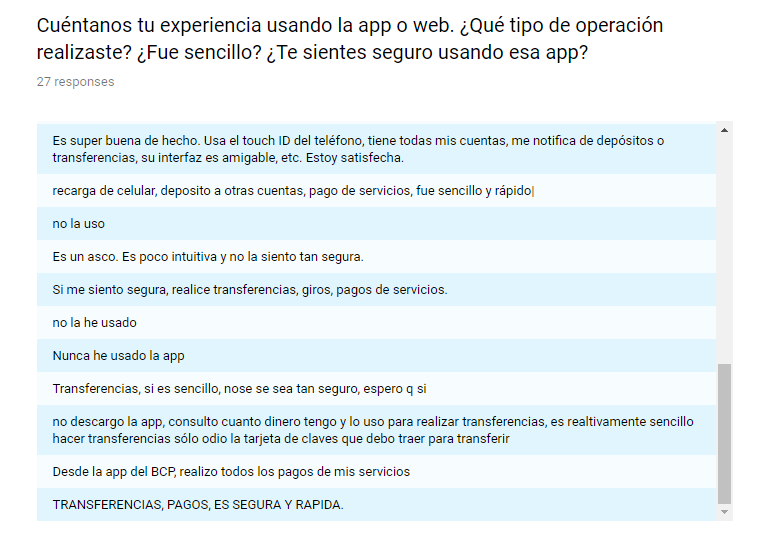 Cuéntanos tu experiencia usando la app o web. ¿Qué tipo de operación
realizaste? ¿Fue sencillo? ¿Te sientes seguro usando esa app?
27 responses
Es super buena de hecho. Usa el touch ID del teléfono, tiene todas mis cuentas, me notifica de depósitos o
transferencias, su interfaz es amigable, etc. Estoy satisfecha.
recarga de celular, deposito a otras cuentas, pago de servicios, fue sencillo y rápido
no la uso
Es un asco. Es poco intuitiva y no la siento tan segura.
Si me siento segura, realice transferencias, giros, pagos de servicios.
no la he usado
Nunca he usado la app
Transferencias, si es sencillo, nose se sea tan seguro, espero q si
no descargo la app, consulto cuanto dinero tengo y lo uso para realizar transferencias, es realtivamente sencillo
hacer transferencias sólo odio la tarjeta de claves que debo traer para transferir
Desde la app del BCP, realizo todos los pagos de mis servicios
TRANSFERENCIAS, PAGOS, ES SEGURA Y RAPIDA.